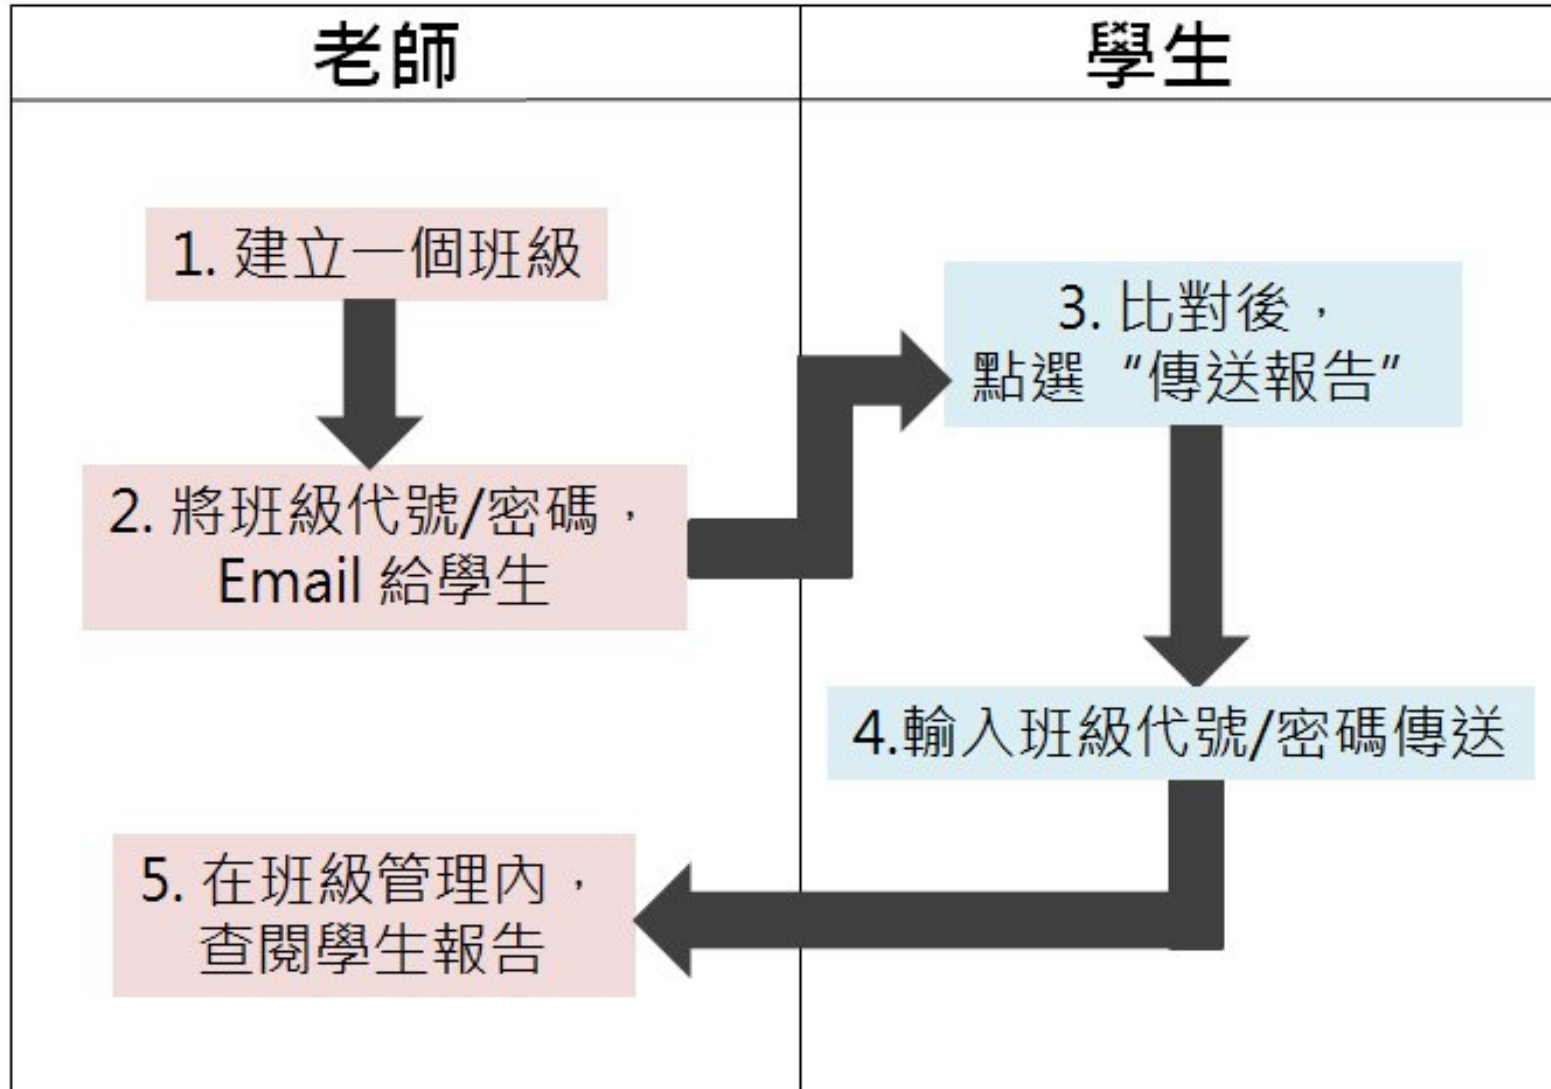 老師
學生
1. 建立一個班級
2. 將班級代號/密碼，
Email 給學生
3. 比對後，
點選 “傳送報告”
4.輸入班級代號/密碼傳送
5. 在班級管理內，
查閱學生報告